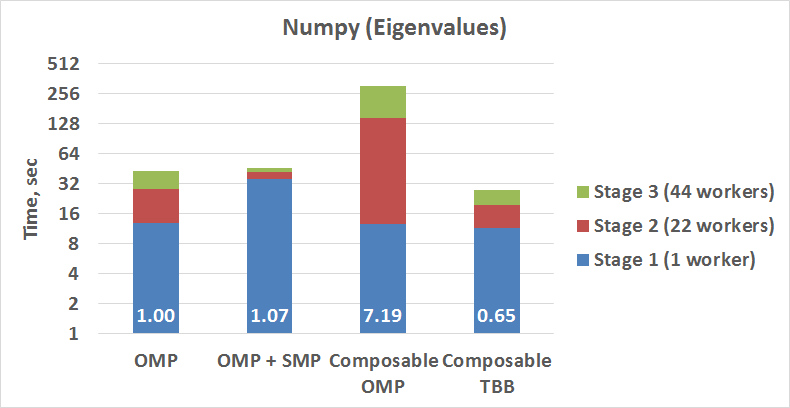 Numpy (Eigenvalues)
Time, sec
512
256
128
64
32
16
8
4
2
1
1.00
1.07
7.19
0.65
OMP
OMP + SMP
Composable
OMP
Composable
TBB
Stage 3 (44 workers)
Stage 2 (22 workers)
Stage 1 (1 worker)